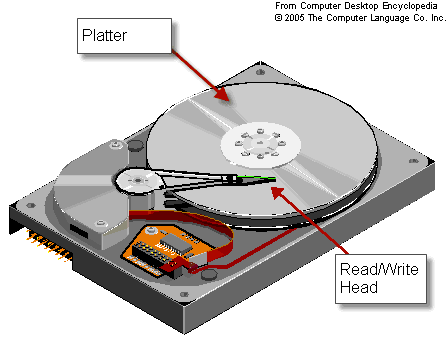 From Computer Desktop Encyclopedia
© 2005 The Computer Language Co. Inc.
Platter
Read/Write
Head